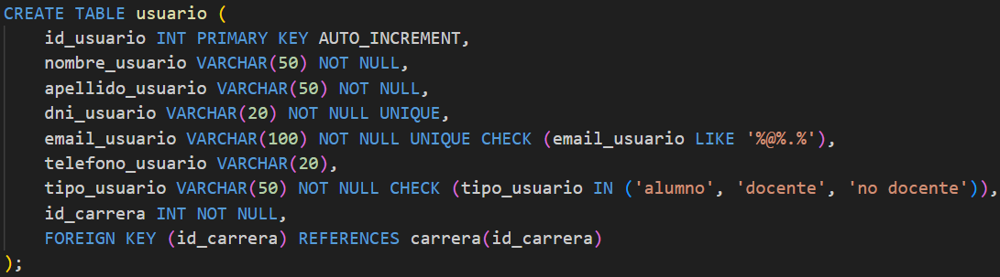 CREATE TABLE usuario (
    id_usuario INT PRIMARY KEY AUTO_INCREMENT,
    nombre_usuario VARCHAR(50) NOT NULL,
    apellido_usuario VARCHAR(50) NOT NULL,
    dni_usuario VARCHAR(20) NOT NULL UNIQUE,
    email_usuario VARCHAR(100) NOT NULL UNIQUE CHECK (email_usuario LIKE '%@%.%'),
    telefono_usuario VARCHAR(20),
    tipo_usuario VARCHAR(50) NOT NULL CHECK (tipo_usuario IN ('alumno', 'docente', 'no docente')),
    id_carrera INT NOT NULL,
    FOREIGN KEY (id_carrera) REFERENCES carrera(id_carrera)
);